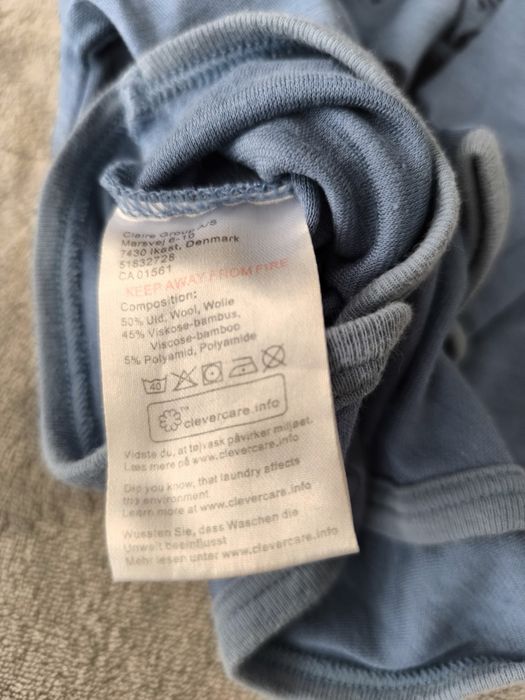 Claire Group A/S
Marsvej 6-10
7430 Ikast, Denmark
51832728
CA 01561
KEEP AWAY FROM FIRE
Composition:
50% Uld, Wool, Wolle
45% Viskose-bambus,
Viscose-bamboo
5% Polyamid, Polyamide
40
clevercare.info
Vidste du, at tøjvask påvirker miljøet.
Læs mere på www.clevercare.info
Did you know, that laundry affects
the environment
Learn more at www.clevercare.info
Wussten Sie, dass Waschen die
Umwelt beeinflusst
Mehr lesen unter www.clevercare.info